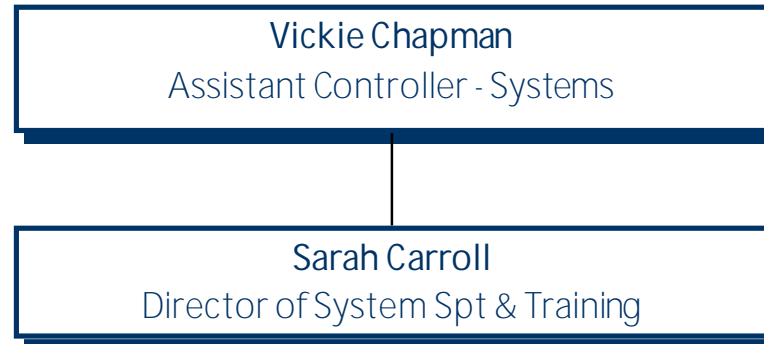 Vickie Chapman
Assistant Controller - Systems
Sarah Carroll
Director of System Spt & Training